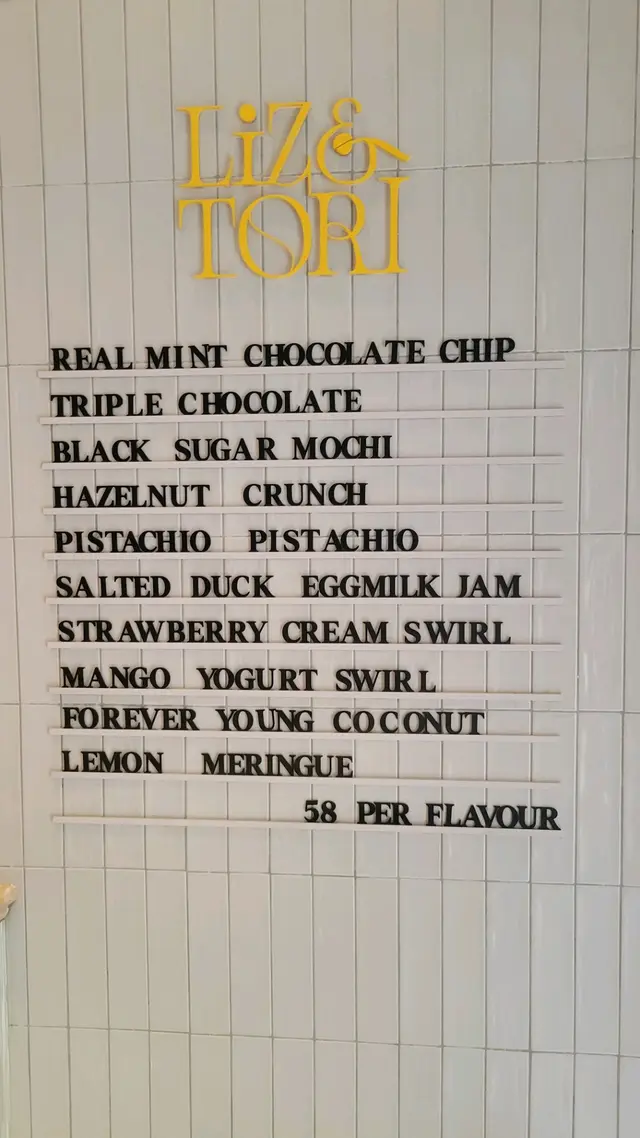 LiZ&
TORI
REAL MINT CHOCOLATE CHIP
TRIPLE CHOCOLATE
BLACK SUGAR MOCHI
HAZELNUT CRUNCH
PISTACHIO PISTACHIO
SALTED DUCK EGGMILK JAM
STRAWBERRY CREAM SWIRL
MANGO YOGURT SWIRL
FOREVER YOUNG COCONUT
LEMON MERINGUE
58 PER FLAVOUR